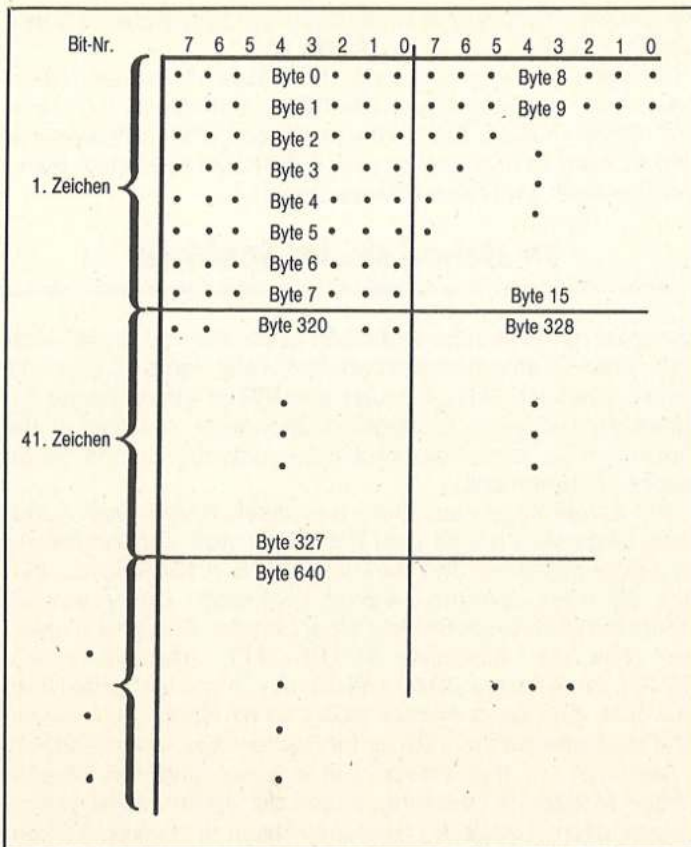 Bit-Nr. 7 6 5 4 3 2 1 0 7 6 5 4 3 2 1 0
Byte 0 Byte 8
Byte 1 Byte 9
Byte 2
Byte 3
1. Zeichen
Byte 4
Byte 5
Byte 6
Byte 7 Byte 15
Byte 320 Byte 328
41. Zeichen
Byte 327
Byte 640